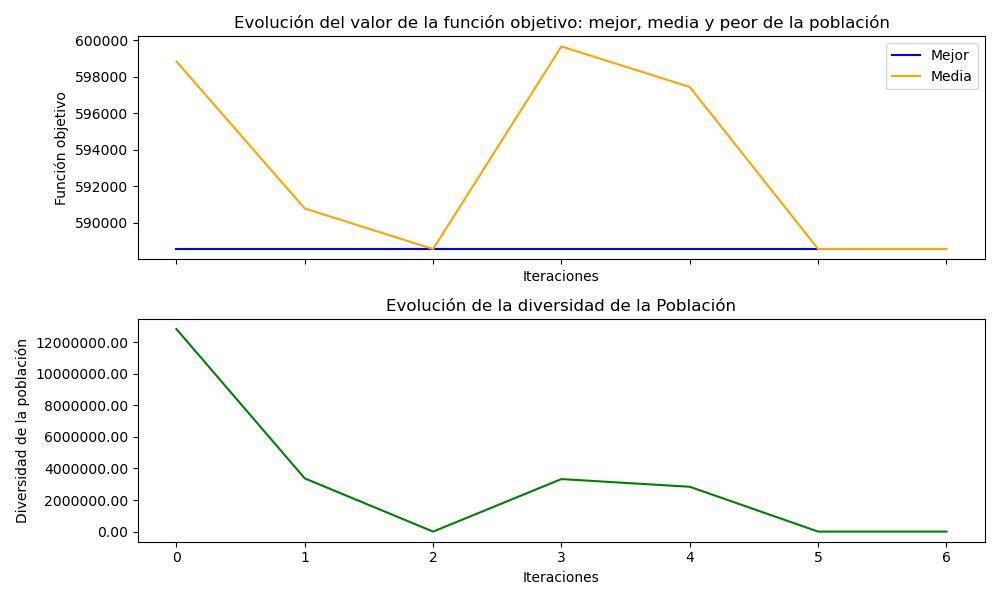 Evolución del valor de la función objetivo: mejor, media y peor de la población
600000
598000
596000
594000
592000
590000
Función objetivo
Mejor
Media
Iteraciones
Evolución de la diversidad de la Población
12000000.00
10000000.00
8000000.00
6000000.00
4000000.00
2000000.00
0.00
Diversidad de la población
0 1 2 3 4 5 6
Iteraciones